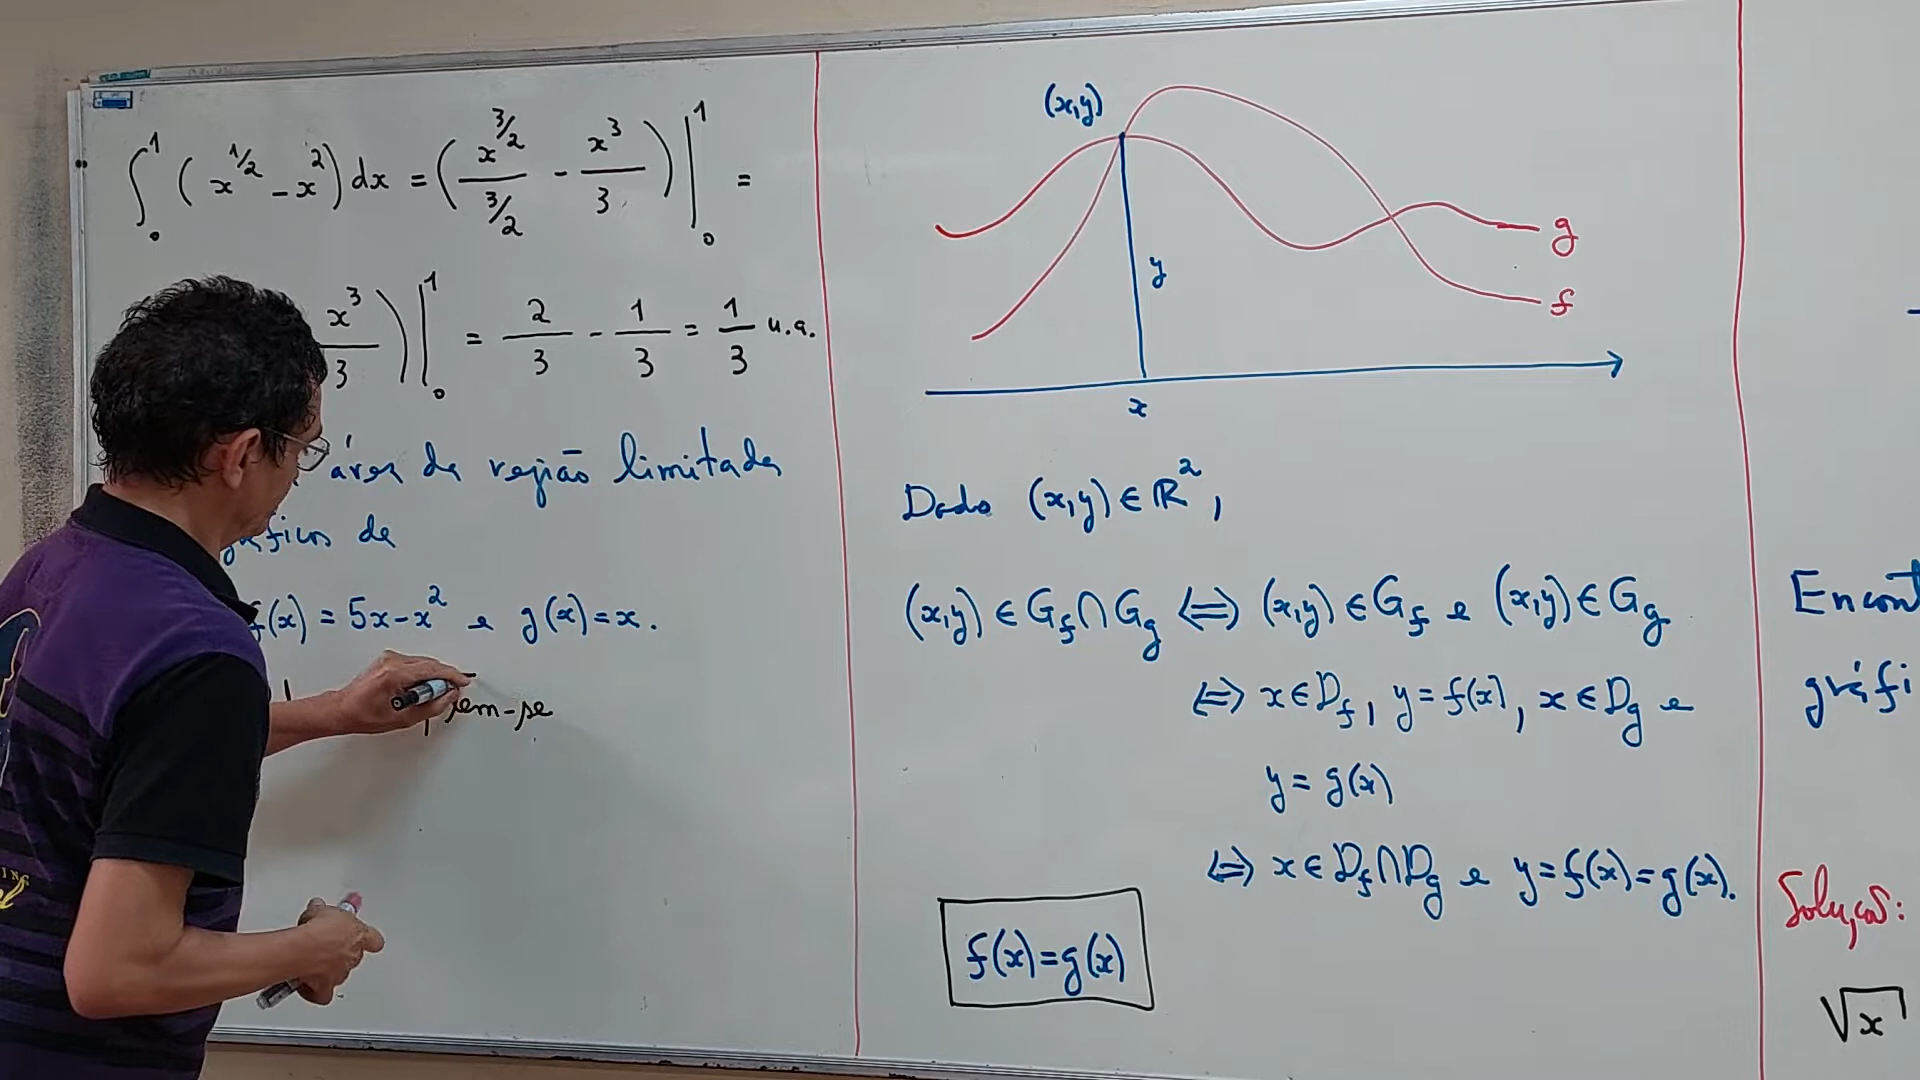 ∫₀¹ (x^{1/2} - x²) dx = (x^{3/2}/(3/2) - x³/3)|₀¹ =
x³/3)|₀¹ = 2/3 - 1/3 = 1/3 u.a.
área da região limitada
gráficos de
f(x) = 5x-x² e g(x)=x.
tem-se
(x,y)
y
g
f
x
Dado (x,y) ∈ ℝ²,
(x,y) ∈ G_f ∩ G_g ⟺ (x,y) ∈ G_f e (x,y) ∈ G_g
⟺ x ∈ D_f, y = f(x), x ∈ D_g e
y = g(x)
⟺ x ∈ D_f ∩ D_g e y = f(x) = g(x).
f(x)=g(x)
Encont
gráfi
Solução:
√x